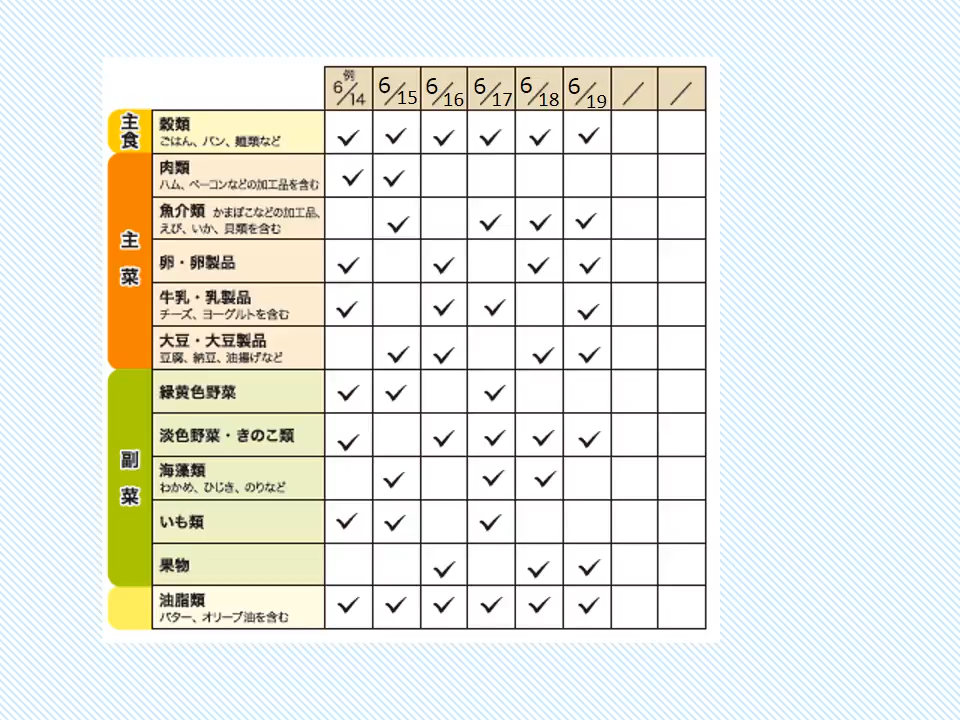 例
6/14 6/15 6/16 6/17 6/18 6/19 / /
主食
穀類 ✓ ✓ ✓ ✓ ✓ ✓
ごはん、パン、麺類など
主菜
肉類 ✓ ✓
ハム、ベーコンなどの加工品を含む
魚介類 かまぼこなどの加工品、 ✓ ✓ ✓ ✓
えび、いか、貝類を含む
卵・卵製品 ✓ ✓ ✓ ✓
牛乳・乳製品 ✓ ✓ ✓ ✓
チーズ、ヨーグルトを含む
大豆・大豆製品 ✓ ✓ ✓ ✓
豆腐、納豆、油揚げなど
副菜
緑黄色野菜 ✓ ✓ ✓
淡色野菜・きのこ類 ✓ ✓ ✓ ✓ ✓
海藻類 ✓ ✓ ✓
わかめ、ひじき、のりなど
いも類 ✓ ✓ ✓
果物 ✓ ✓ ✓
油脂類 ✓ ✓ ✓ ✓ ✓ ✓
バター、オリーブ油を含む